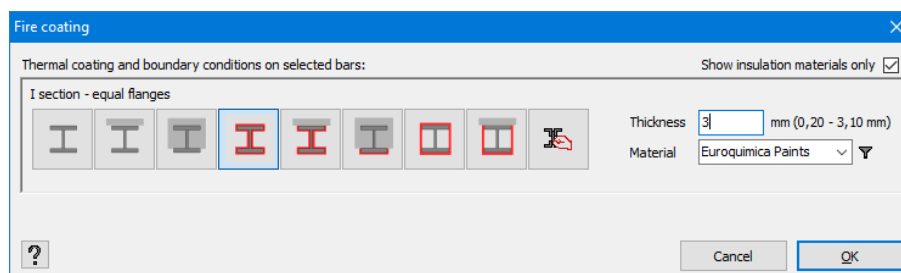 Fire coating
Thermal coating and boundary conditions on selected bars:
Show insulation materials only
I section - equal flanges
Thickness 3 mm (0,20 - 3,10 mm)
Material Euroquimica Paints
?
Cancel OK